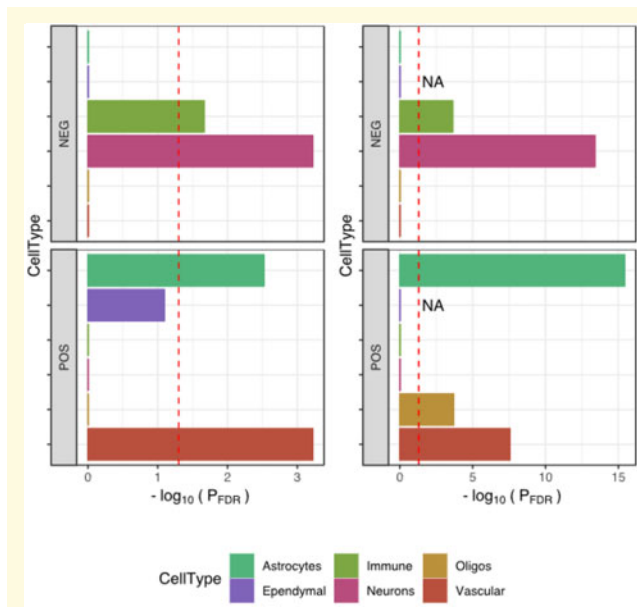 NEG
NEG
NA
CellType
CellType
POS
POS
NA
0
1
2
3
0
5
10
15
- log10 ( PFDR )
- log10 ( PFDR )
CellType
Astrocytes
Immune
Oligos
Ependymal
Neurons
Vascular